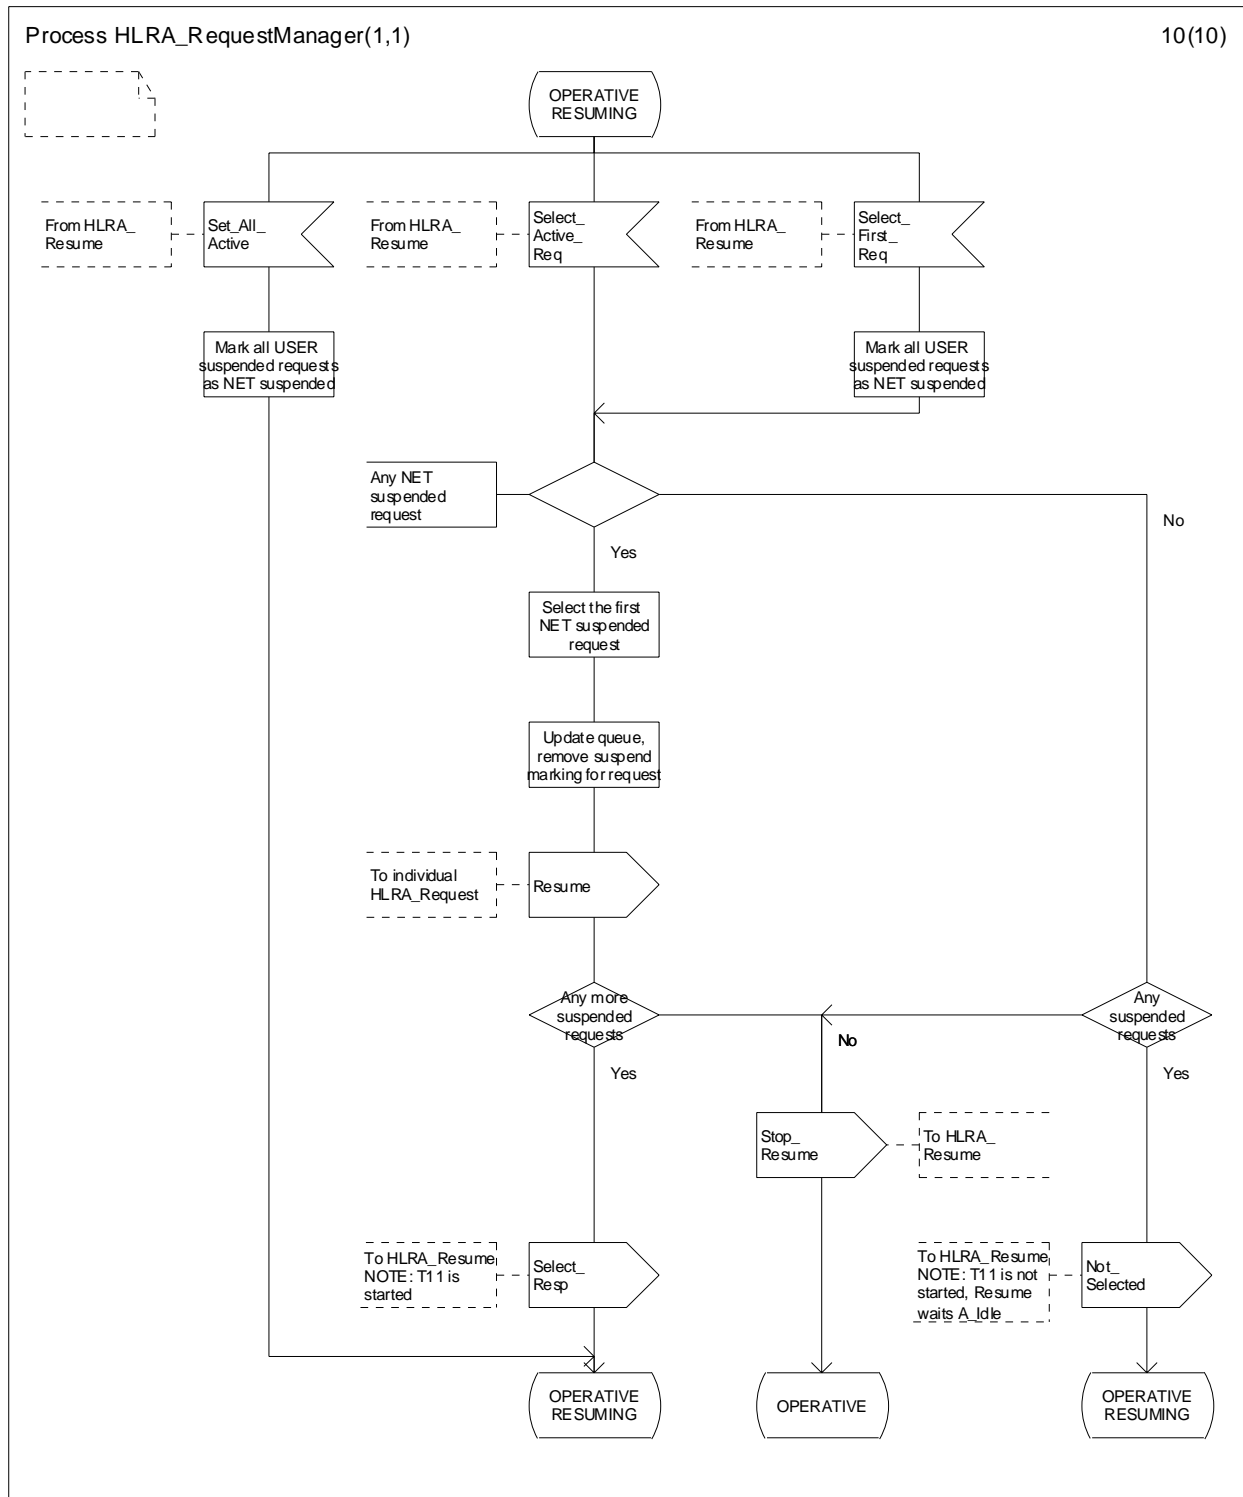 Process HLRA_RequestManager(1,1)
10(10)
OPERATIVE
RESUMING
From HLRA_
Resume
Set_All_
Active
From HLRA_
Resume
Select_
Active_
Req
From HLRA_
Resume
Select_
First_
Req
Mark all USER
suspended requests
as NET suspended
Mark all USER
suspended requests
as NET suspended
Any NET
suspended
request
No
Yes
Select the first
NET suspended
request
Update queue,
remove suspend
marking for request
To individual
HLRA_Request
Resume
Any more
suspended
requests
Any
suspended
requests
No
Yes
Yes
Stop_
Resume
To HLRA_
Resume
To HLRA_Resume
NOTE: T11 is
started
Select_
Resp
To HLRA_Resume
NOTE: T11 is not
started, Resume
waits A_Idle
Not_
Selected
OPERATIVE
RESUMING
OPERATIVE
OPERATIVE
RESUMING